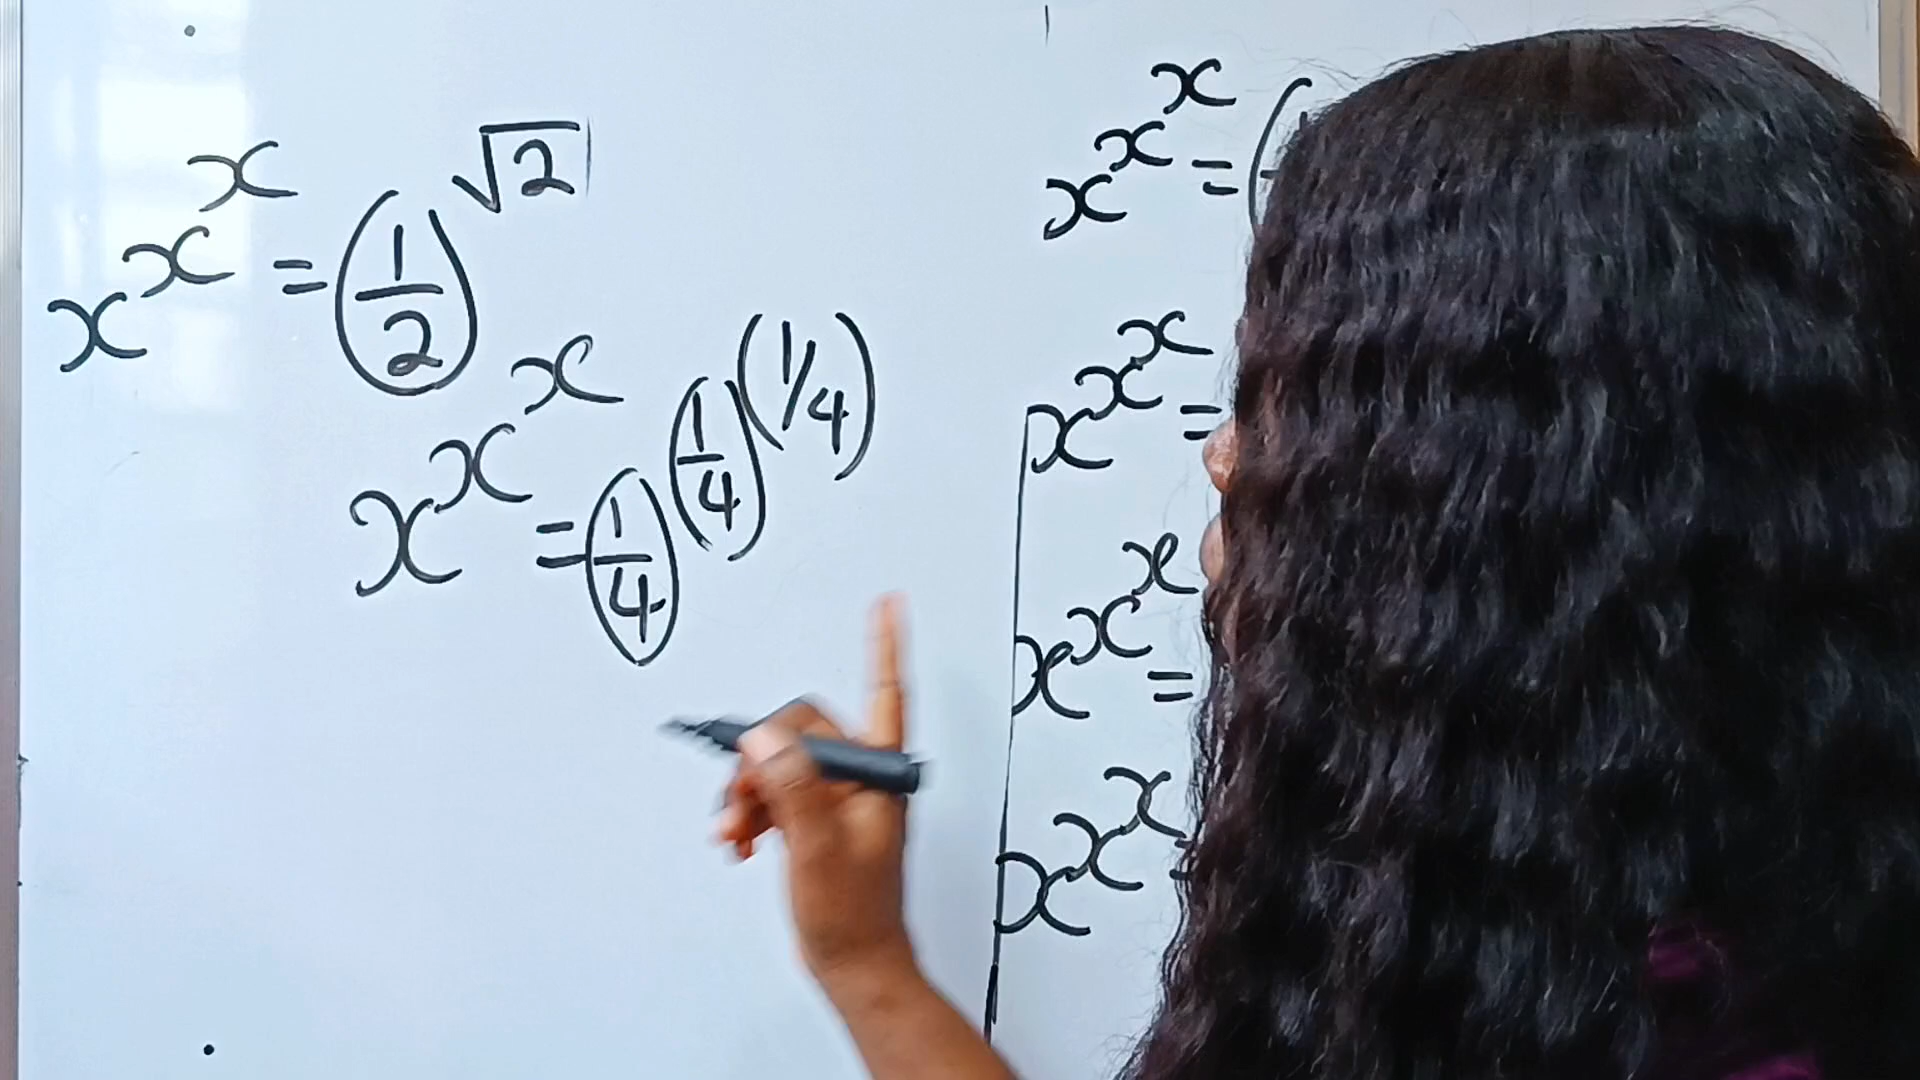 x^x^x = (1/2)^√2
x^x^x = (1/4)^(1/4)^(1/4)
x^x^x = (
x^x^x =
x^x^x =
x^x^x =